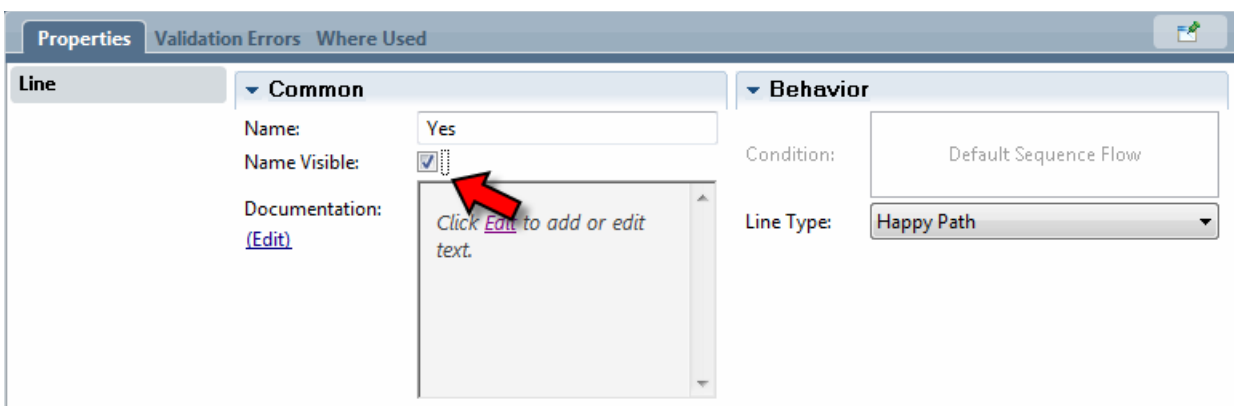 Properties Validation Errors Where Used
Line
Common
Name: Yes
Name Visible:
Documentation:
(Edit)
Click Edit to add or edit
text.
Behavior
Condition: Default Sequence Flow
Line Type: Happy Path